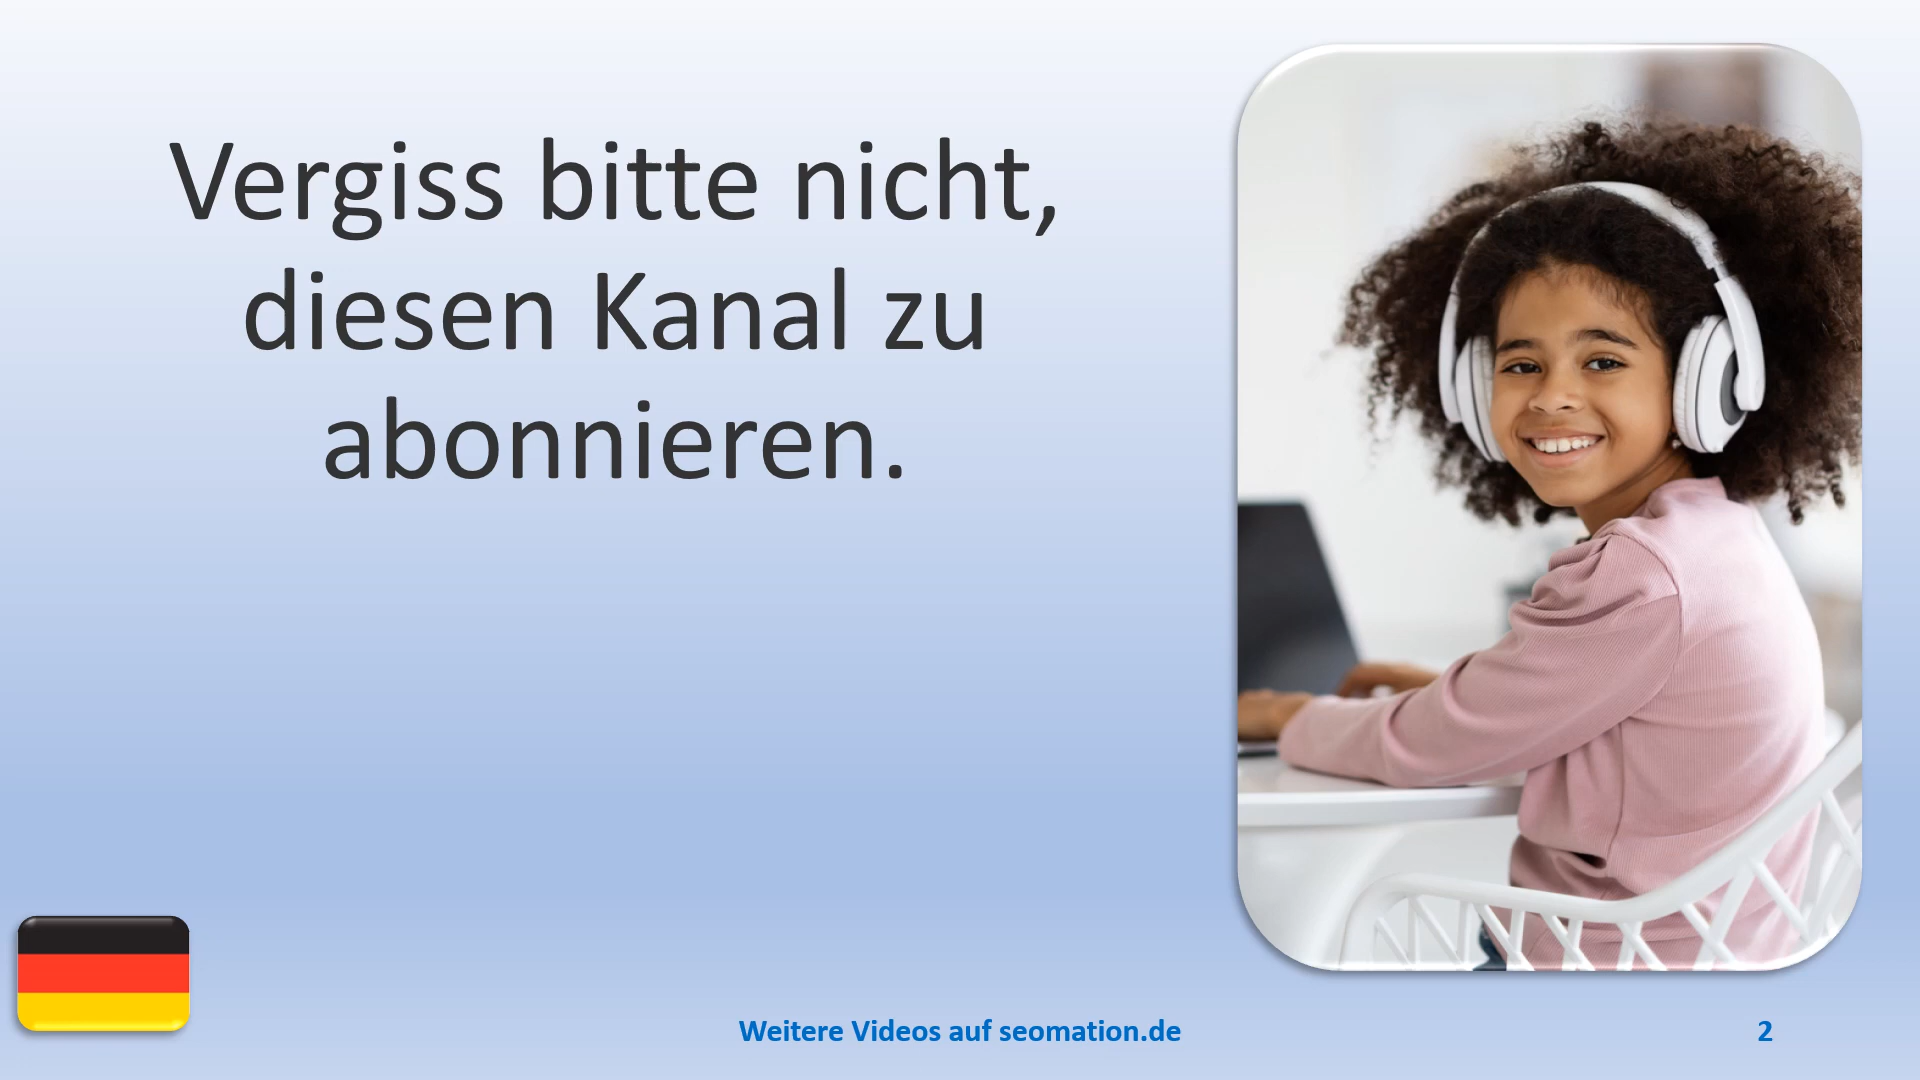 Vergiss bitte nicht,
diesen Kanal zu
abonnieren.
Weitere Videos auf seomation.de
2